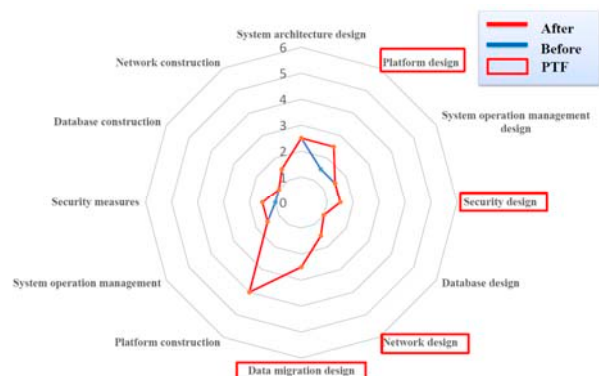 System architecture design
Platform design
System operation management
design
Security design
Database design
Network design
Data migration design
Platform construction
System operation management
Security measures
Database construction
Network construction
6
5
4
3
2
1
0
After
Before
PTF